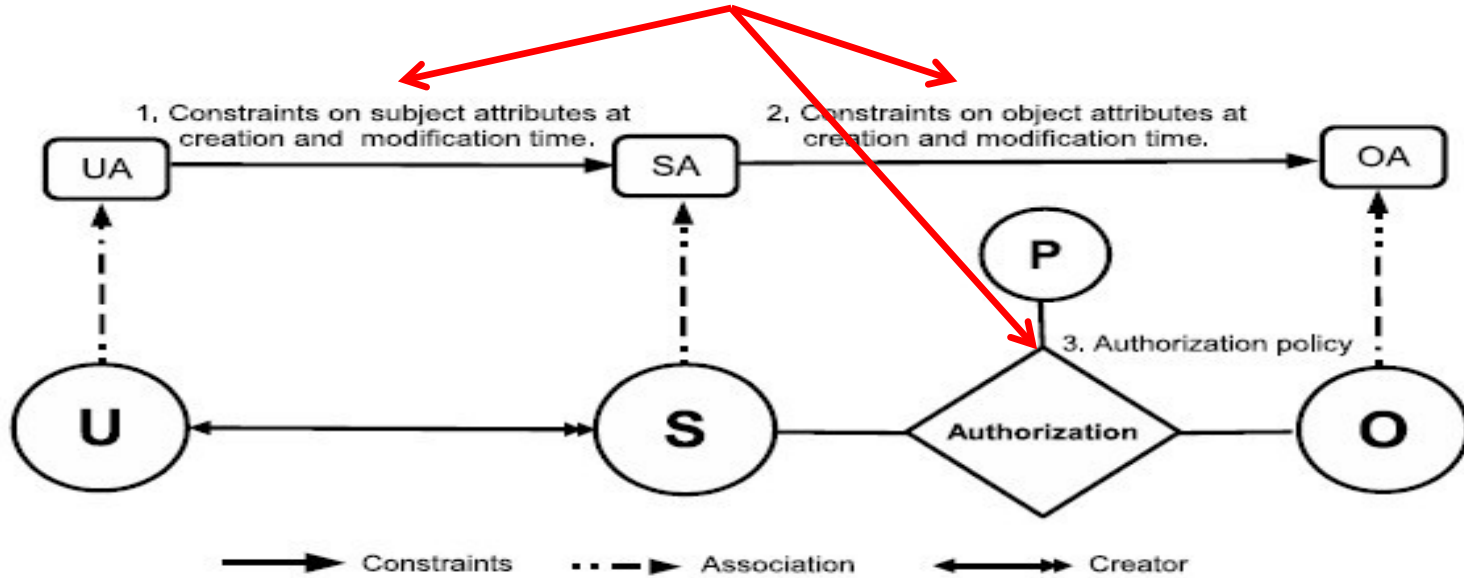 1, Constraints on subject attributes at
creation and modification time.
2, Constraints on object attributes at
creation and modification time.
UA
SA
OA
P
3, Authorization policy
U
S
Authorization
O
Constraints
Association
Creator